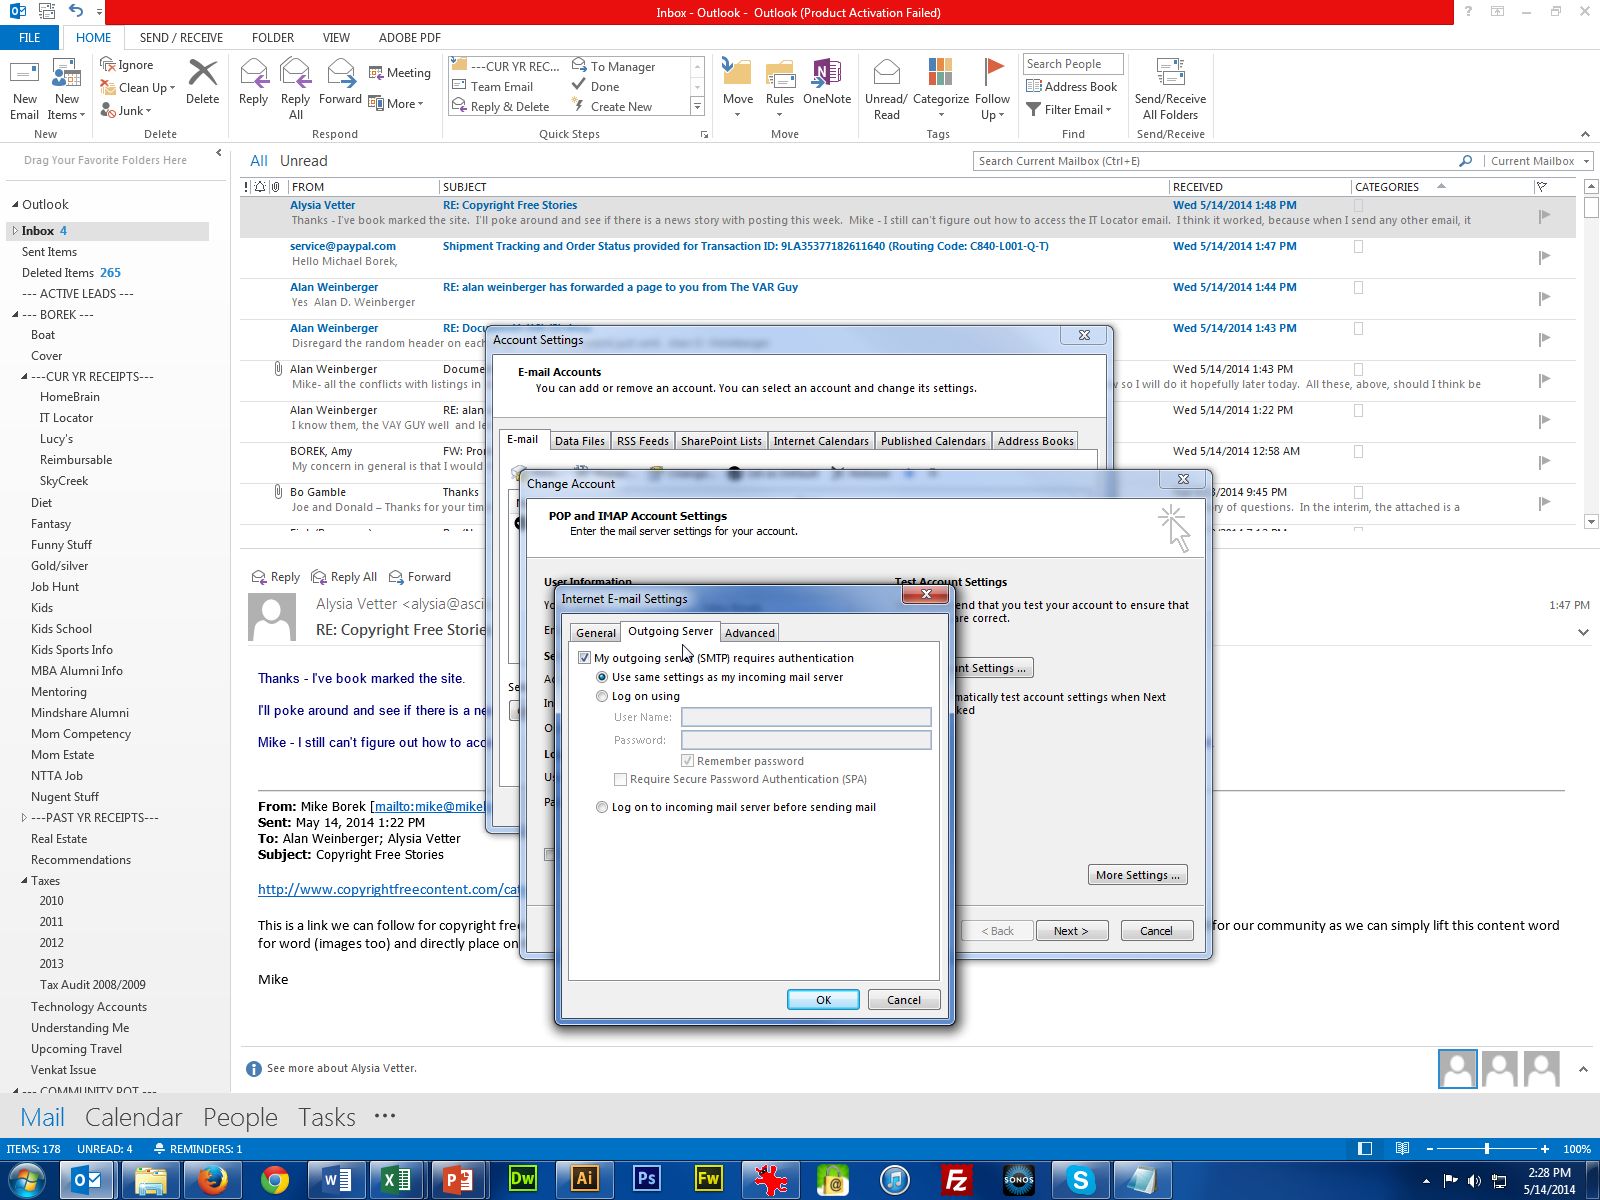 Inbox - Outlook - Outlook (Product Activation Failed)
FILE HOME SEND / RECEIVE FOLDER VIEW ADOBE PDF
New Email
New Items
New
Ignore
Clean Up
Junk
Delete
Delete
Reply
Reply All
Forward
Meeting
More
Respond
---CUR YR REC...
Team Email
Reply & Delete
To Manager
Done
Create New
Quick Steps
Move
Rules
OneNote
Move
Unread/ Read
Categorize
Follow Up
Tags
Search People
Address Book
Filter Email
Find
Send/Receive All Folders
Send/Receive
Drag Your Favorite Folders Here
Outlook
Inbox 4
Sent Items
Deleted Items 265
--- ACTIVE LEADS ---
--- BOREK ---
Boat
Cover
---CUR YR RECEIPTS---
HomeBrain
IT Locator
Lucy's
Reimbursable
SkyCreek
Diet
Fantasy
Funny Stuff
Gold/silver
Job Hunt
Kids
Kids School
Kids Sports Info
MBA Alumni Info
Mentoring
Mindshare Alumni
Mom Competency
Mom Estate
NTTA Job
Nugent Stuff
---PAST YR RECEIPTS---
Real Estate
Recommendations
Taxes
2010
2011
2012
2013
Tax Audit 2008/2009
Technology Accounts
Understanding Me
Upcoming Travel
Venkat Issue
--- COMMUNITY POT ---
All Unread
Search Current Mailbox (Ctrl+E) Current Mailbox
! FROM SUBJECT RECEIVED CATEGORIES
Alysia Vetter RE: Copyright Free Stories Wed 5/14/2014 1:48 PM
Thanks - I've book marked the site. I'll poke around and see if there is a news story with posting this week. Mike - I still can't figure out how to access the IT Locator email. I think it worked, because when I send any other email, it
service@paypal.com Shipment Tracking and Order Status provided for Transaction ID: 9LA35377182611640 (Routing Code: C840-L001-Q-T) Wed 5/14/2014 1:47 PM
Hello Michael Borek,
Alan Weinberger RE: alan weinberger has forwarded a page to you from The VAR Guy Wed 5/14/2014 1:44 PM
Yes Alan D. Weinberger
Alan Weinberger RE: Docu Wed 5/14/2014 1:43 PM
Disregard the random header on each
Alan Weinberger Docume Wed 5/14/2014 1:43 PM
Mike- all the conflicts with listings in so I will do it hopefully later today. All these, above, should I think be
Alan Weinberger RE: alan Wed 5/14/2014 1:22 PM
I know them, the VAY GUY well and le
BOREK, Amy FW: Pro Wed 5/14/2014 12:58 AM
My concern in general is that I would
Bo Gamble Thanks 9:45 PM
Joe and Donald – Thanks for your tim ry of questions. In the interim, the attached is a
Reply Reply All Forward
Alysia Vetter <alysia@asci
RE: Copyright Free Storie
1:47 PM
Thanks - I've book marked the site.
I'll poke around and see if there is a ne
Mike - I still can't figure out how to acc
From: Mike Borek [mailto:mike@mikel
Sent: May 14, 2014 1:22 PM
To: Alan Weinberger; Alysia Vetter
Subject: Copyright Free Stories
http://www.copyrightfreecontent.com/cat
This is a link we can follow for copyright fre for our community as we can simply lift this content word
for word (images too) and directly place on
Mike
See more about Alysia Vetter.
Account Settings
E-mail Accounts
You can add or remove an account. You can select an account and change its settings.
E-mail Data Files RSS Feeds SharePoint Lists Internet Calendars Published Calendars Address Books
Se
Change Account
POP and IMAP Account Settings
Enter the mail server settings for your account.
User Information
Yo
En
Se
Ac
In
O
Lo
Us
Pa
Test Account Settings
end that you test your account to ensure that
are correct.
nt Settings ...
matically test account settings when Next
ked
More Settings ...
< Back Next > Cancel
Internet E-mail Settings
General Outgoing Server Advanced
My outgoing server (SMTP) requires authentication
Use same settings as my incoming mail server
Log on using
User Name:
Password:
Remember password
Require Secure Password Authentication (SPA)
Log on to incoming mail server before sending mail
OK Cancel
Mail Calendar People Tasks ···
ITEMS: 178 UNREAD: 4 REMINDERS: 1 100%
Dw Ai Ps Fw SONOS
2:28 PM
5/14/2014